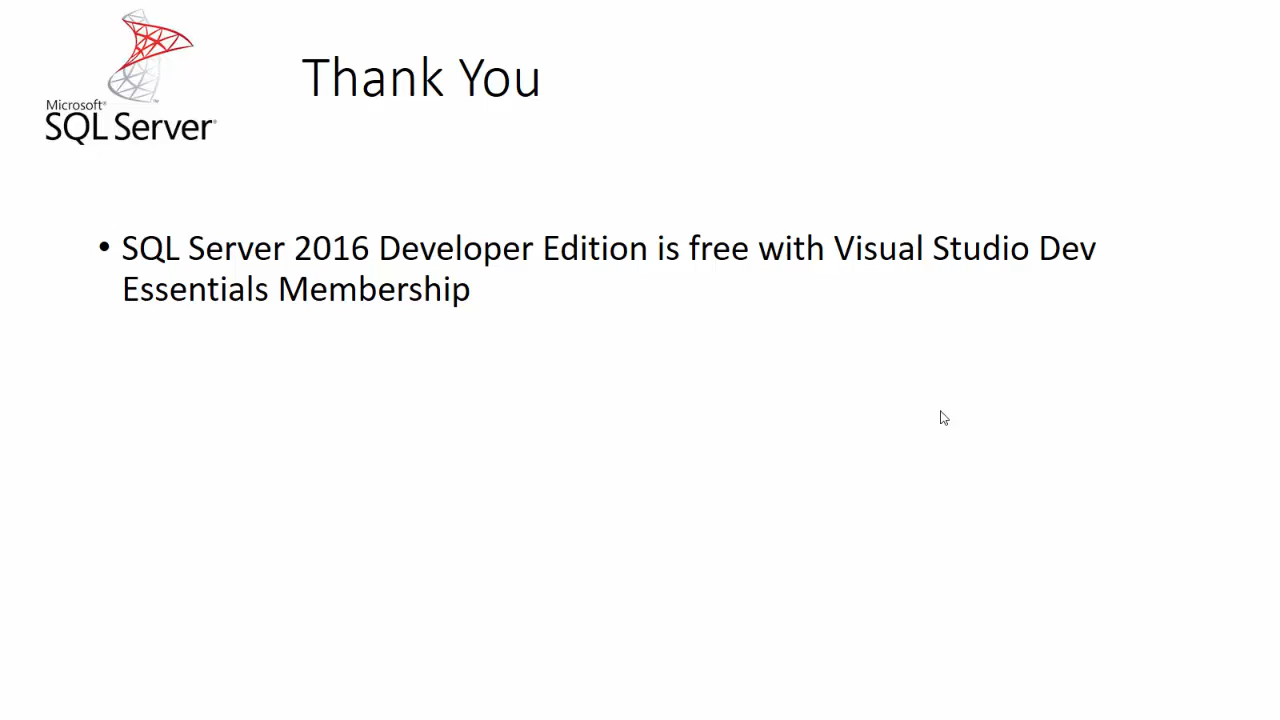 Microsoft®
SQL Server®
Thank You
• SQL Server 2016 Developer Edition is free with Visual Studio Dev
Essentials Membership